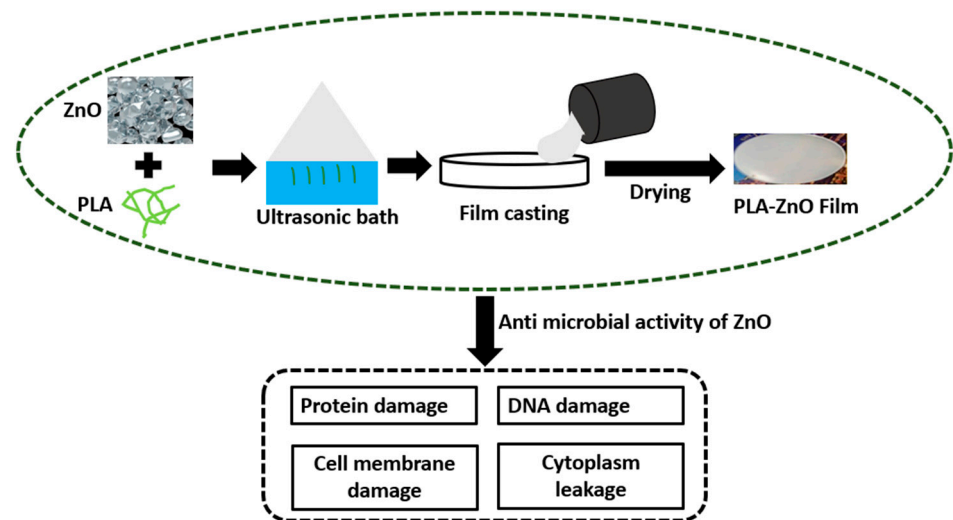 ZnO
PLA
Ultrasonic bath
Film casting
Drying
PLA-ZnO Film
Anti microbial activity of ZnO
Protein damage
DNA damage
Cell membrane
damage
Cytoplasm
leakage